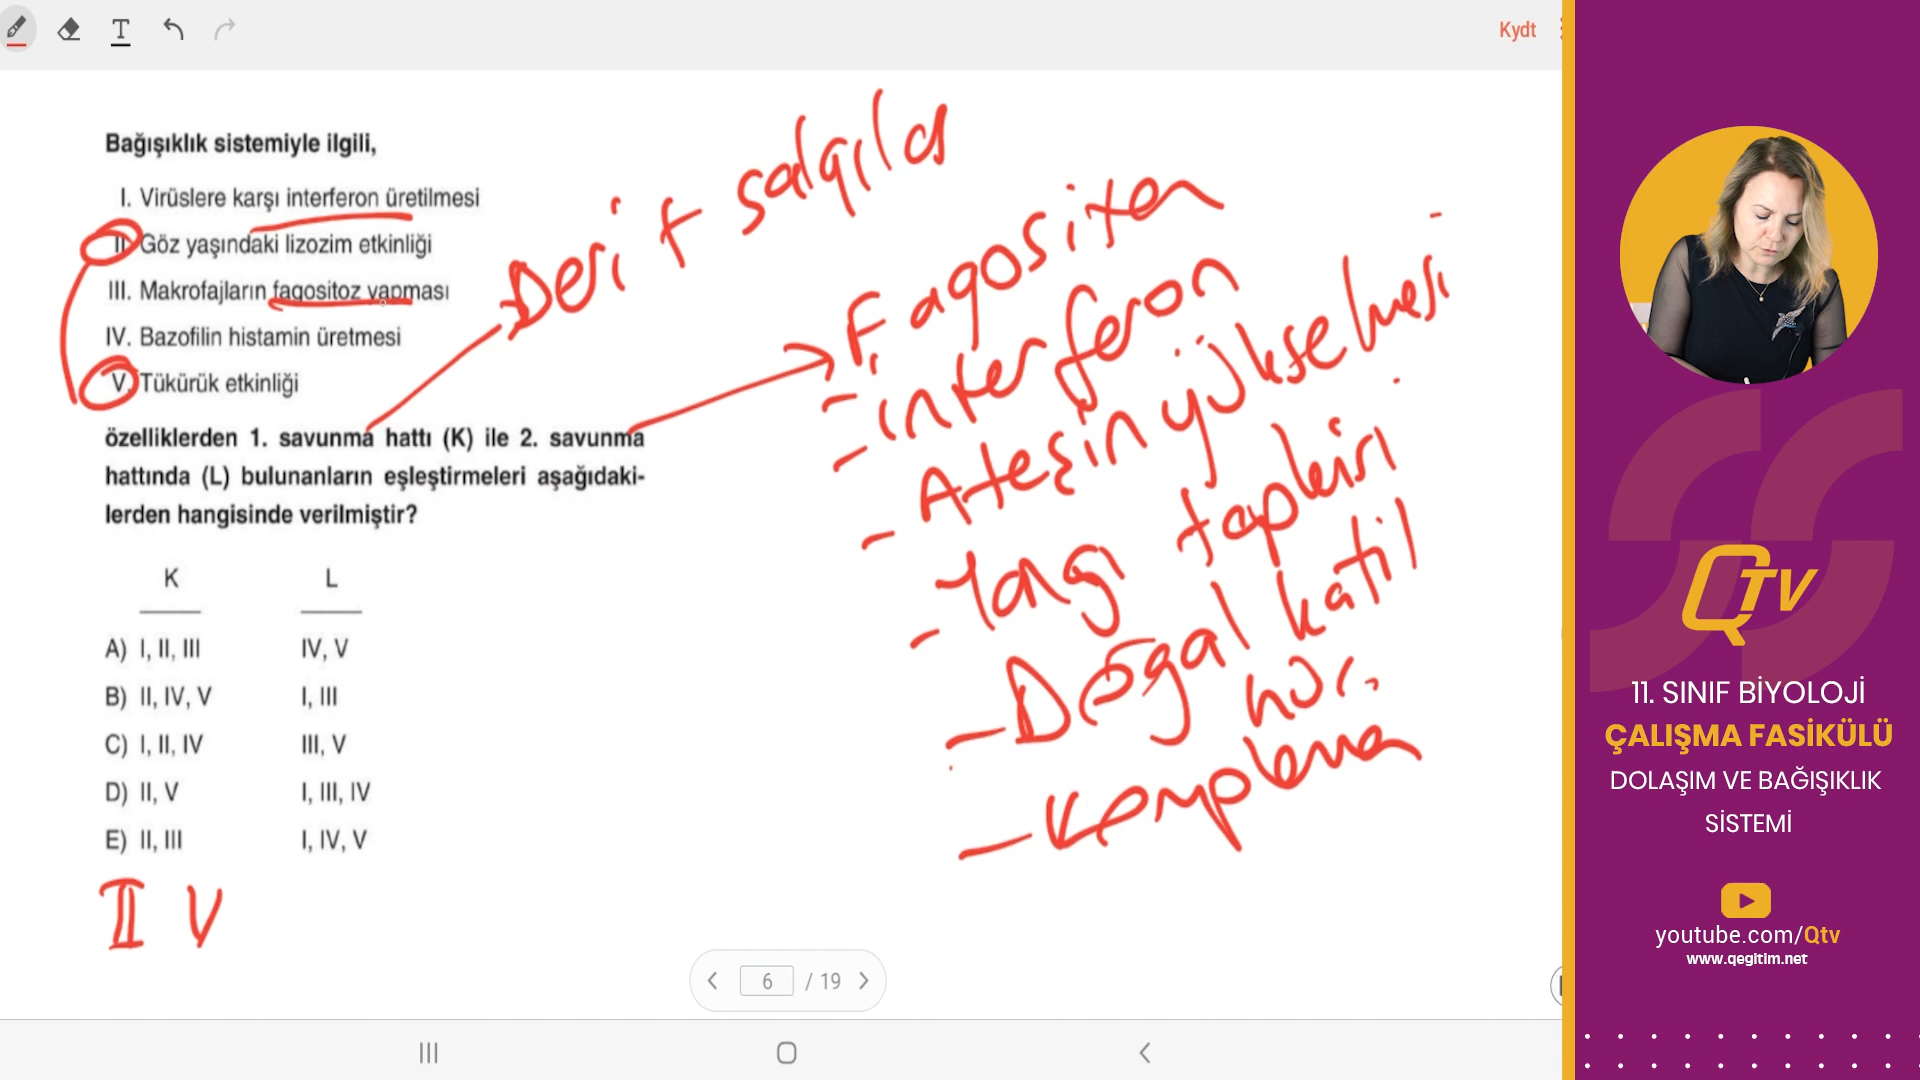 Kydt
Bağışıklık sistemiyle ilgili,
I. Virüslere karşı interferon üretilmesi
II. Göz yaşındaki lizozim etkinliği
III. Makrofajların fagositoz yapması
IV. Bazofilin histamin üretmesi
V. Tükürük etkinliği
özelliklerden 1. savunma hattı (K) ile 2. savunma
hattında (L) bulunanların eşleştirmeleri aşağıdaki-
lerden hangisinde verilmiştir?
K L
A) I, II, III IV, V
B) II, IV, V I, III
C) I, II, IV III, V
D) II, V I, III, IV
E) II, III I, IV, V
II V
Deri + salgılar
Fagositer
- interferon
- Ateşin yükselmesi
- Yangı tepkisi
- Doğal katil
hüc.
- Komplema
6 / 19
QTV
11. SINIF BİYOLOJİ
ÇALIŞMA FASİKÜLÜ
DOLAŞIM VE BAĞIŞIKLIK
SİSTEMİ
youtube.com/Qtv
www.qegitim.net